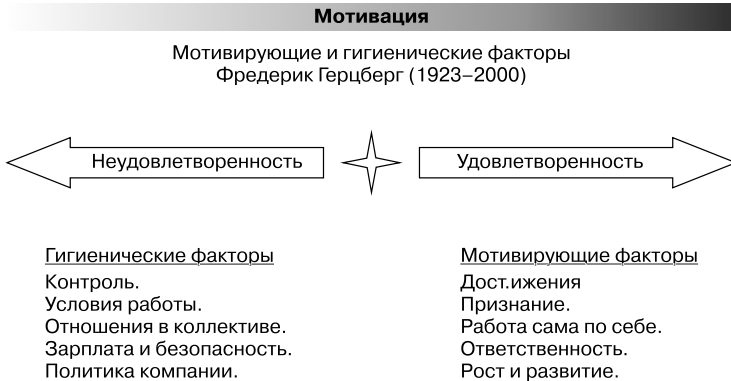 Мотивация
Мотивирующие и гигиенические факторы
Фредерик Герцберг (1923–2000)
Неудовлетворенность
Удовлетворенность
Гигиенические факторы
Контроль.
Условия работы.
Отношения в коллективе.
Зарплата и безопасность.
Политика компании.
Мотивирующие факторы
Дост.ижения
Признание.
Работа сама по себе.
Ответственность.
Рост и развитие.